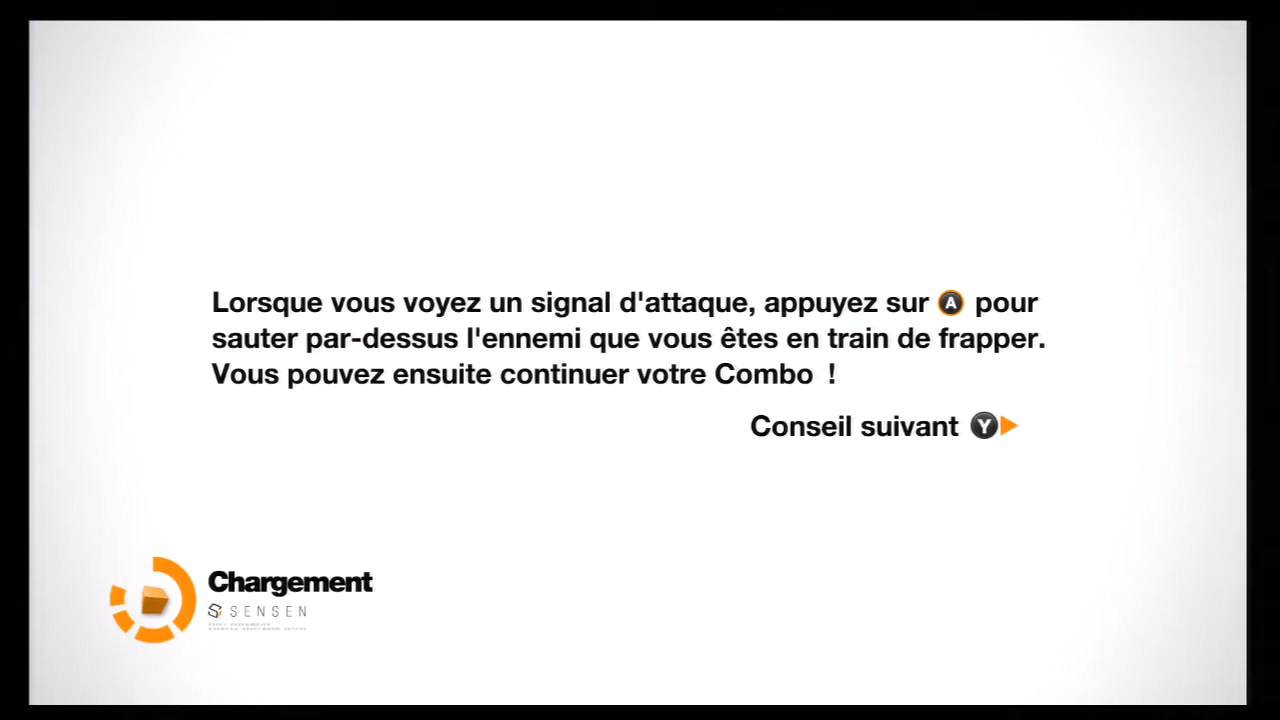 Lorsque vous voyez un signal d'attaque, appuyez sur A pour
sauter par-dessus l'ennemi que vous êtes en train de frapper.
Vous pouvez ensuite continuer votre Combo !
Conseil suivant Y
Chargement
SENSEN